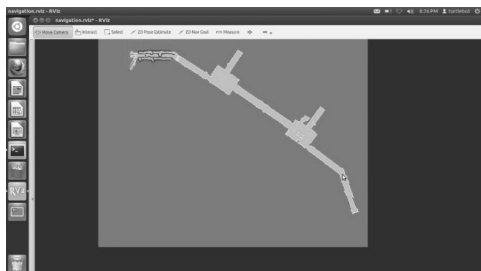 navigation.rviz - RViz
8:36 PM turtlebot
navigation.rviz* - RViz
Move Camera Interact Select 2D Pose Estimate 2D Nav Goal Measure